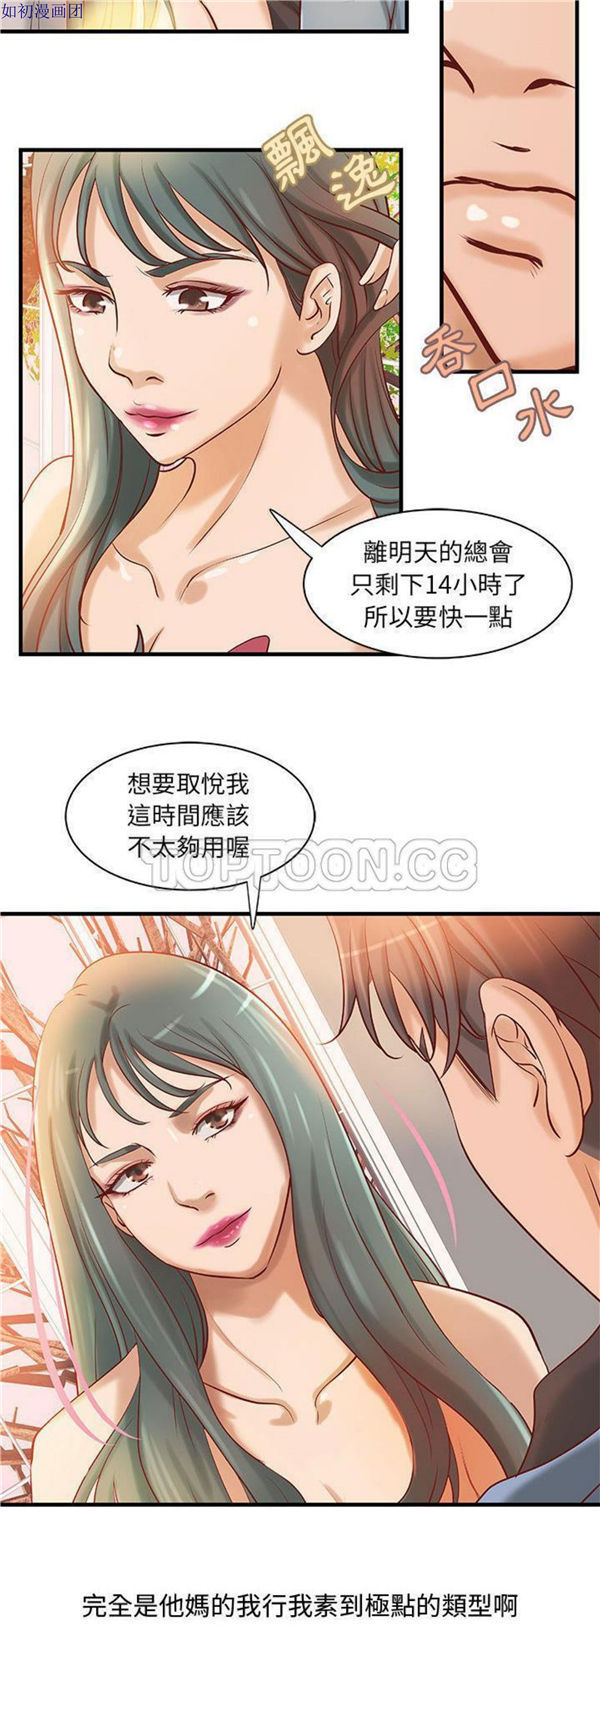 如初漫画团
飄逸
吞口水
離明天的總會
只剩下14小時了
所以要快一點
想要取悅我
這時間應該
不太夠用喔
TOPTOON.CC
完全是他媽的我行我素到極點的類型啊